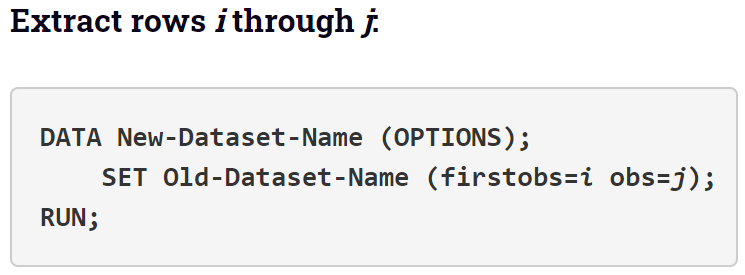 Extract rows i through j:
DATA New-Dataset-Name (OPTIONS);
    SET Old-Dataset-Name (firstobs=i obs=j);
RUN;